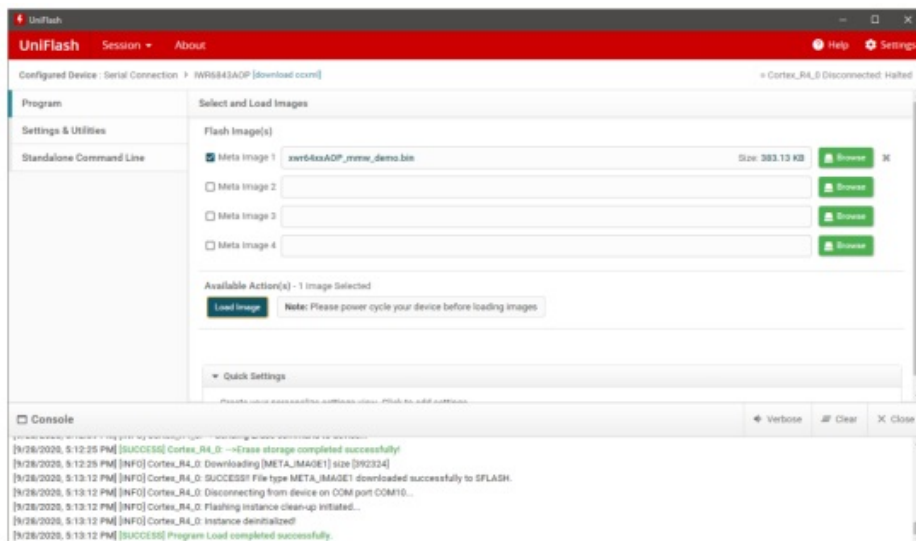 UniFlash
UniFlash Session About Help Settings
Configured Device : Serial Connection > IWR6843AOP [download ccxml] Cortex_R4_0 Disconnected: Halted
Program
Select and Load Images
Settings & Utilities
Flash Image(s)
Standalone Command Line
Meta Image 1 xwr64xxAOP_mmw_demo.bin Size: 383.13 KB Browse
Meta Image 2 Browse
Meta Image 3 Browse
Meta Image 4 Browse
Available Action(s) - 1 Image Selected
Load Image Note: Please power cycle your device before loading images
Quick Settings
Console Verbose Clear Close
[9/28/2020, 5:12:25 PM] [SUCCESS] Cortex_R4_0: -->Erase storage completed successfully!
[9/28/2020, 5:12:25 PM] [INFO] Cortex_R4_0: Downloading [META_IMAGE1] size [392324]
[9/28/2020, 5:13:12 PM] [INFO] Cortex_R4_0: SUCCESS!! File type META_IMAGE1 downloaded successfully to SFLASH.
[9/28/2020, 5:13:12 PM] [INFO] Cortex_R4_0: Disconnecting from device on COM port COM10...
[9/28/2020, 5:13:12 PM] [INFO] Cortex_R4_0: Flashing instance clean-up initiated...
[9/28/2020, 5:13:12 PM] [INFO] Cortex_R4_0: Instance deinitialized!
[9/28/2020, 5:13:12 PM] [SUCCESS] Program Load completed successfully.